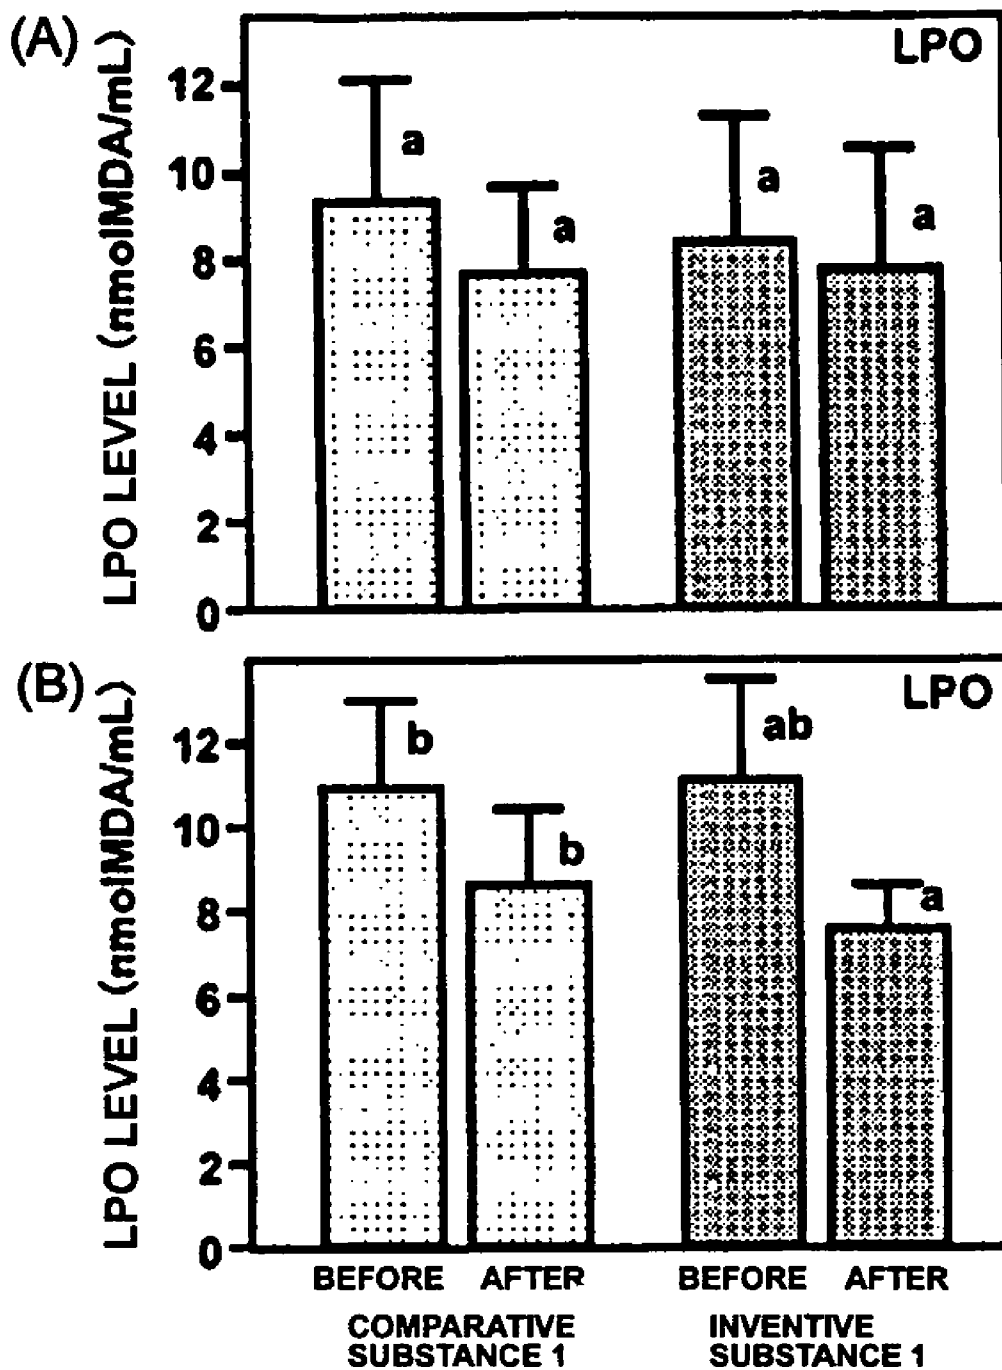 (A)
LPO LEVEL (nmolMDA/mL)
LPO
12
10
8
6
4
2
0
a
a
a
a
(B)
LPO LEVEL (nmolMDA/mL)
LPO
12
10
8
6
4
2
0
b
b
ab
a
BEFORE AFTER BEFORE AFTER
COMPARATIVE SUBSTANCE 1
INVENTIVE SUBSTANCE 1